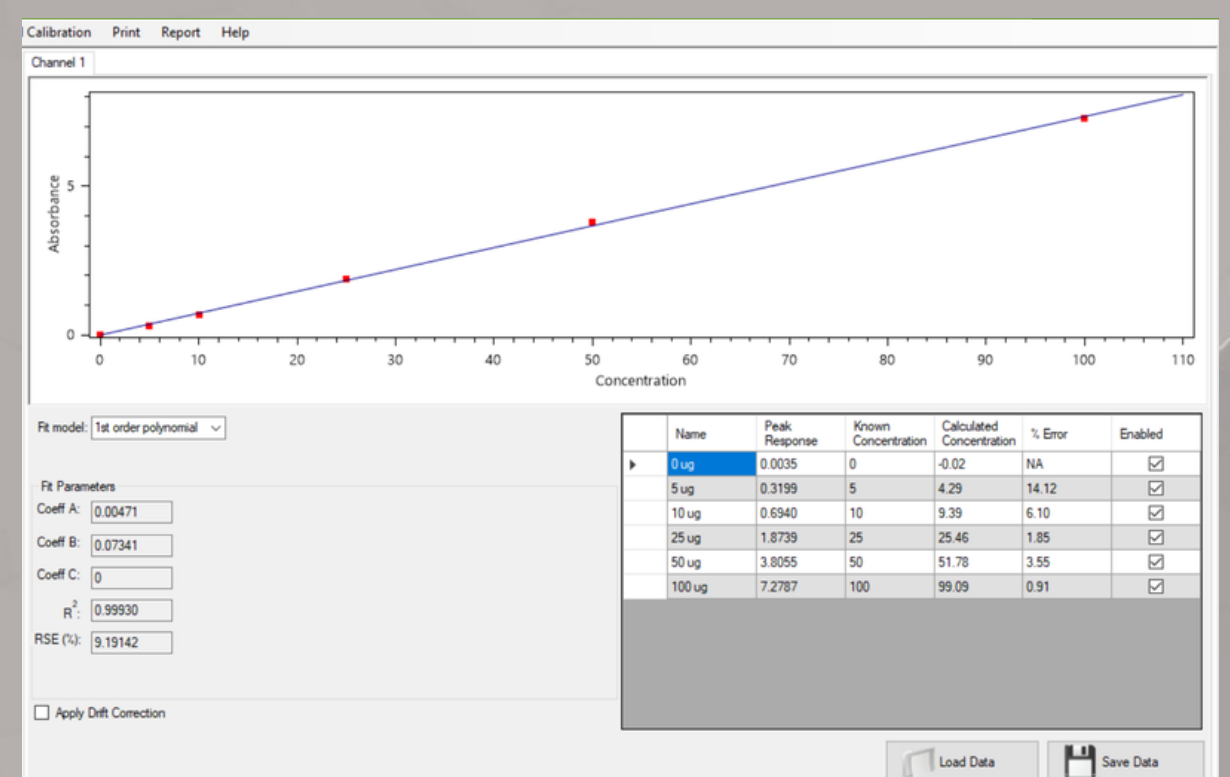 Calibration Print Report Help
Channel 1
Absorbance
5
0
0 10 20 30 40 50 60 70 80 90 100 110
Concentration
Fit model: 1st order polynomial
Fit Parameters
Coeff A: 0.00471
Coeff B: 0.07341
Coeff C: 0
R²: 0.99930
RSE (%): 9.19142
Apply Drift Correction
Name Peak Response Known Concentration Calculated Concentration % Error Enabled
0 ug 0.0035 0 -0.02 NA
5 ug 0.3199 5 4.29 14.12
10 ug 0.6940 10 9.39 6.10
25 ug 1.8739 25 25.46 1.85
50 ug 3.8055 50 51.78 3.55
100 ug 7.2787 100 99.09 0.91
Load Data Save Data